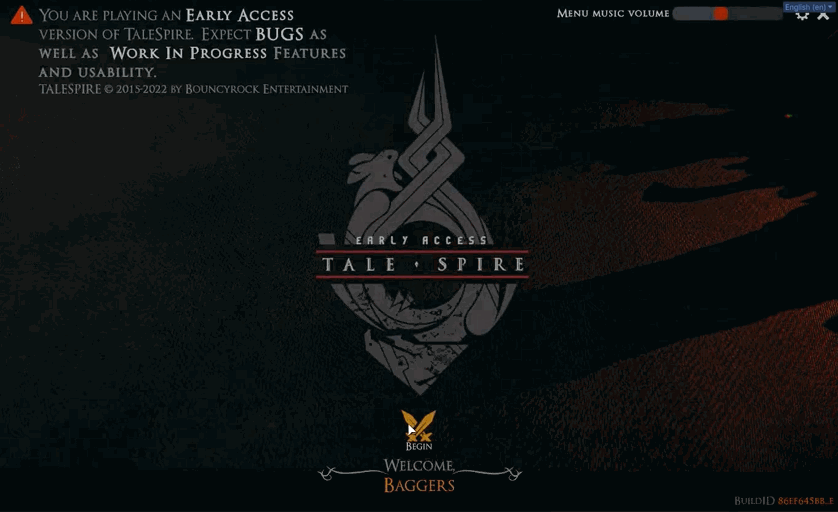 You are playing an Early Access
version of TaleSpire. Expect BUGS as
well as Work In Progress Features
and usability.
TALESPIRE © 2015-2022 by Bouncyrock Entertainment
Menu music volume
English (en)
EARLY ACCESS
TALE SPIRE
Begin
Welcome,
Baggers
BuildID 86ef645bb..e